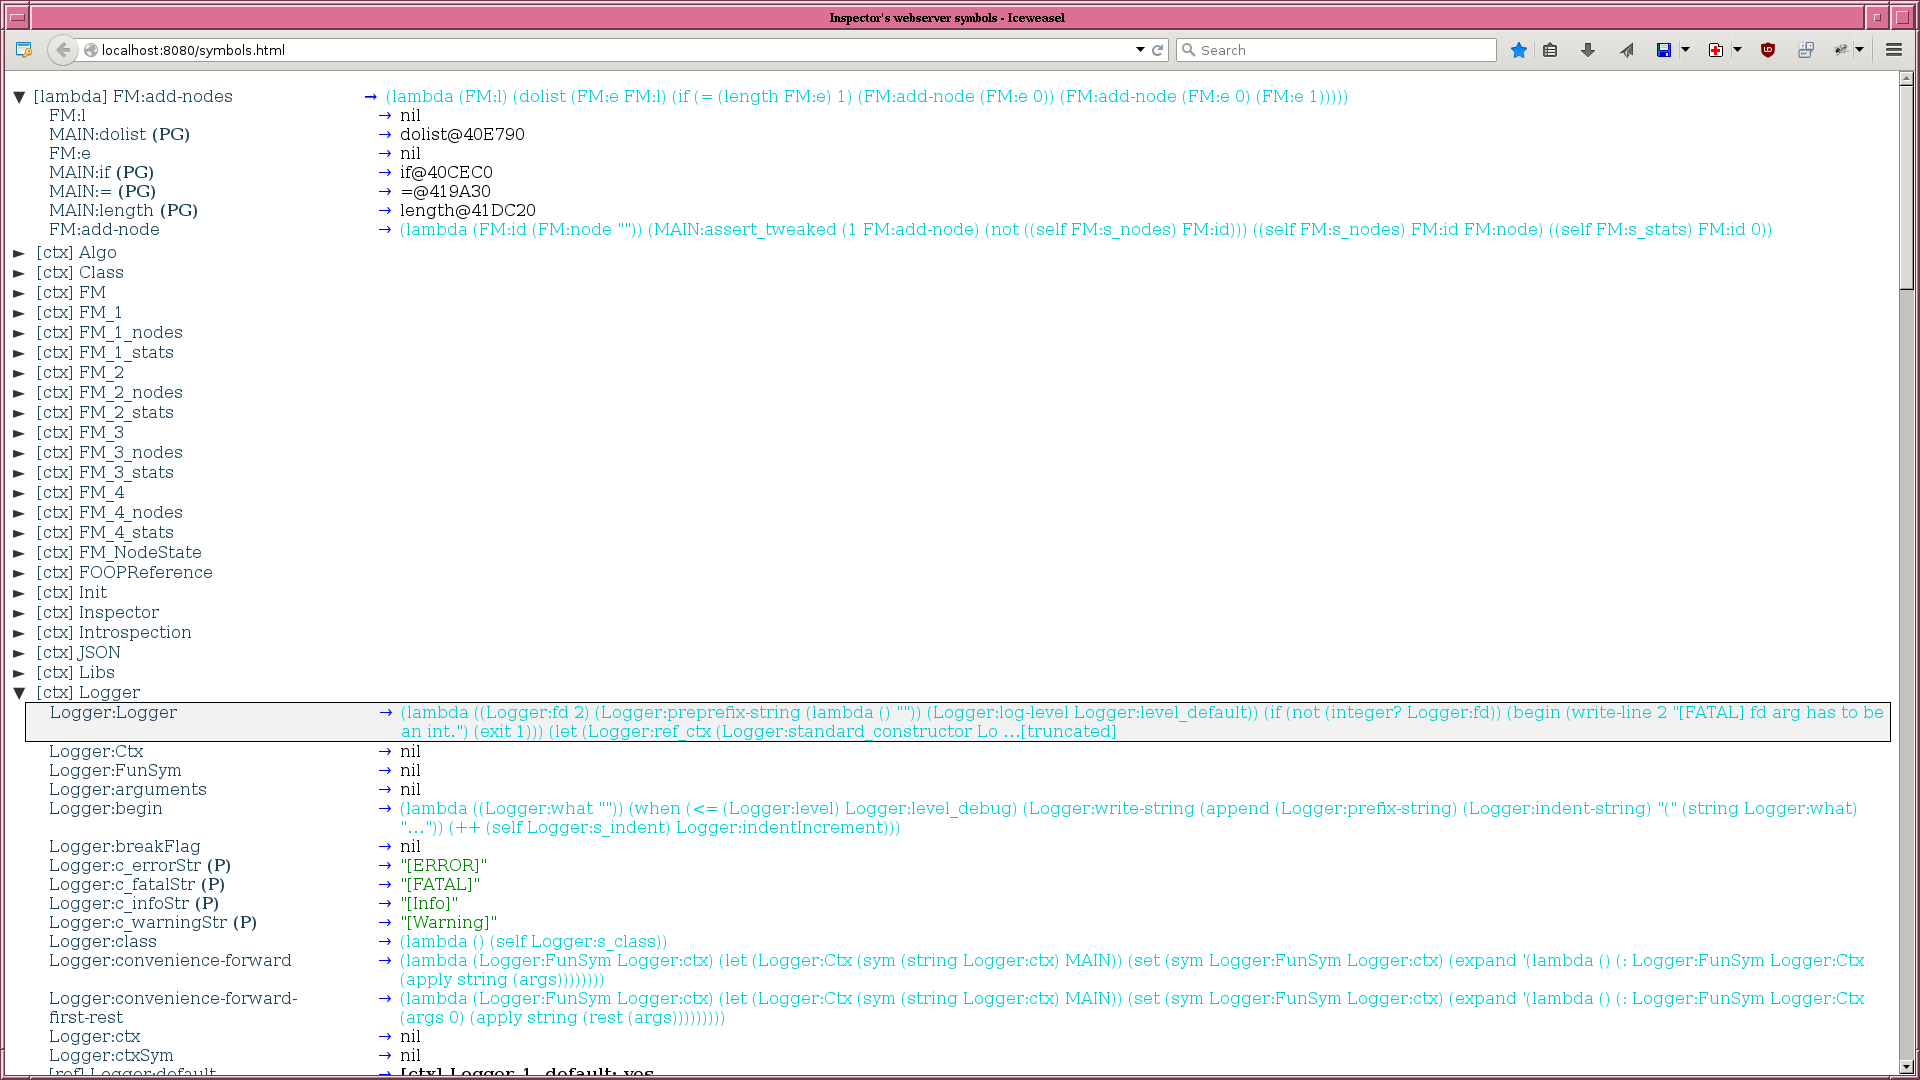 Inspector's webserver symbols - Iceweasel
localhost:8080/symbols.html
Search
▼ [lambda] FM:add-nodes → (lambda (FM:l) (dolist (FM:e FM:l) (if (= (length FM:e) 1) (FM:add-node (FM:e 0)) (FM:add-node (FM:e 0) (FM:e 1)))))
FM:l → nil
MAIN:dolist (PG) → dolist@40E790
FM:e → nil
MAIN:if (PG) → if@40CEC0
MAIN:= (PG) → =@419A30
MAIN:length (PG) → length@41DC20
FM:add-node → (lambda (FM:id (FM:node "")) (MAIN:assert_tweaked (1 FM:add-node) (not ((self FM:s_nodes) FM:id))) ((self FM:s_nodes) FM:id FM:node) ((self FM:s_stats) FM:id 0))
► [ctx] Algo
► [ctx] Class
► [ctx] FM
► [ctx] FM_1
► [ctx] FM_1_nodes
► [ctx] FM_1_stats
► [ctx] FM_2
► [ctx] FM_2_nodes
► [ctx] FM_2_stats
► [ctx] FM_3
► [ctx] FM_3_nodes
► [ctx] FM_3_stats
► [ctx] FM_4
► [ctx] FM_4_nodes
► [ctx] FM_4_stats
► [ctx] FM_NodeState
► [ctx] FOOPReference
► [ctx] Init
► [ctx] Inspector
► [ctx] Introspection
► [ctx] JSON
► [ctx] Libs
▼ [ctx] Logger
Logger:Logger → (lambda ((Logger:fd 2) (Logger:preprefix-string (lambda () "")) (Logger:log-level Logger:level_default)) (if (not (integer? Logger:fd)) (begin (write-line 2 "[FATAL] fd arg has to be
an int.") (exit 1))) (let (Logger:ref_ctx (Logger:standard_constructor Lo ...[truncated]
Logger:Ctx → nil
Logger:FunSym → nil
Logger:arguments → nil
Logger:begin → (lambda ((Logger:what "")) (when (<= (Logger:level) Logger:level_debug) (Logger:write-string (append (Logger:prefix-string) (Logger:indent-string) "(" (string Logger:what)
"...")) (++ (self Logger:s_indent) Logger:indentIncrement)))
Logger:breakFlag → nil
Logger:c_errorStr (P) → "[ERROR]"
Logger:c_fatalStr (P) → "[FATAL]"
Logger:c_infoStr (P) → "[Info]"
Logger:c_warningStr (P) → "[Warning]"
Logger:class → (lambda () (self Logger:s_class))
Logger:convenience-forward → (lambda (Logger:FunSym Logger:ctx) (let (Logger:Ctx (sym (string Logger:ctx) MAIN)) (set (sym Logger:FunSym Logger:ctx) (expand '(lambda () (: Logger:FunSym Logger:Ctx
(apply string (args))))))))
Logger:convenience-forward- → (lambda (Logger:FunSym Logger:ctx) (let (Logger:Ctx (sym (string Logger:ctx) MAIN)) (set (sym Logger:FunSym Logger:ctx) (expand '(lambda () (: Logger:FunSym Logger:Ctx
first-rest (args 0) (apply string (rest (args)))))))))
Logger:ctx → nil
Logger:ctxSym → nil
[ref] Logger:default → [ctx] Logger_1, default: yes